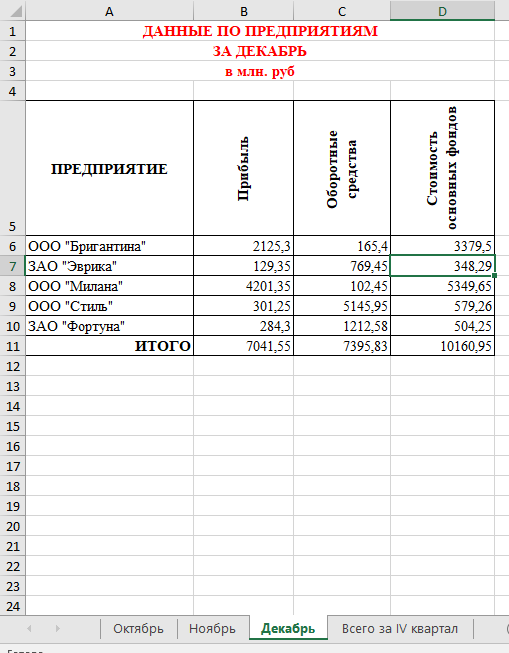 A B C D
1 ДАННЫЕ ПО ПРЕДПРИЯТИЯМ
2 ЗА ДЕКАБРЬ
3 в млн. руб
4
5 ПРЕДПРИЯТИЕ Прибыль Оборотные средства Стоимость основных фондов
6 ООО "Бригантина" 2125,3 165,4 3379,5
7 ЗАО "Эврика" 129,35 769,45 348,29
8 ООО "Милана" 4201,35 102,45 5349,65
9 ООО "Стиль" 301,25 5145,95 579,26
10 ЗАО "Фортуна" 284,3 1212,58 504,25
11 ИТОГО 7041,55 7395,83 10160,95
12
13
14
15
16
17
18
19
20
21
22
23
24
Октябрь Ноябрь Декабрь Всего за IV квартал